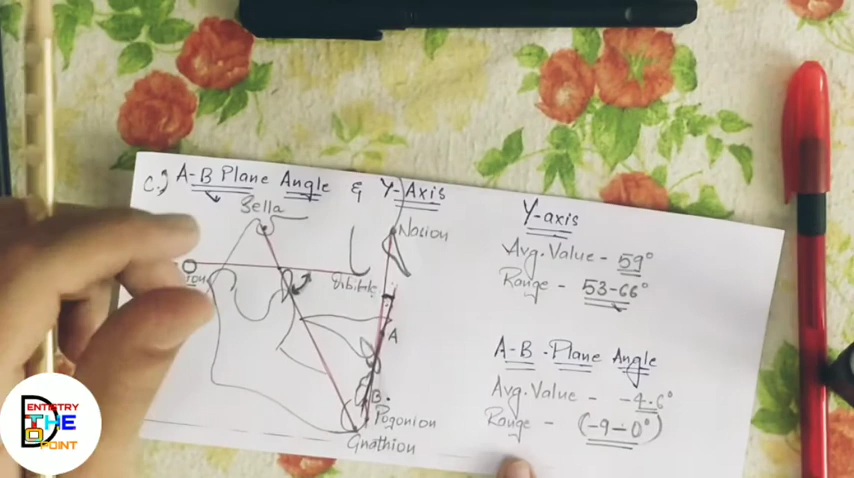 C.) A-B Plane Angle & Y-Axis
Sella
Nasion
Orbitale
A
B
Pogonion
Gnathion
Y-axis
Avg. Value - 59°
Range - 53-66°
A-B-Plane Angle
Avg. Value - -4.6°
Range - (-9-0°)
DENTISTRY
THE
POINT